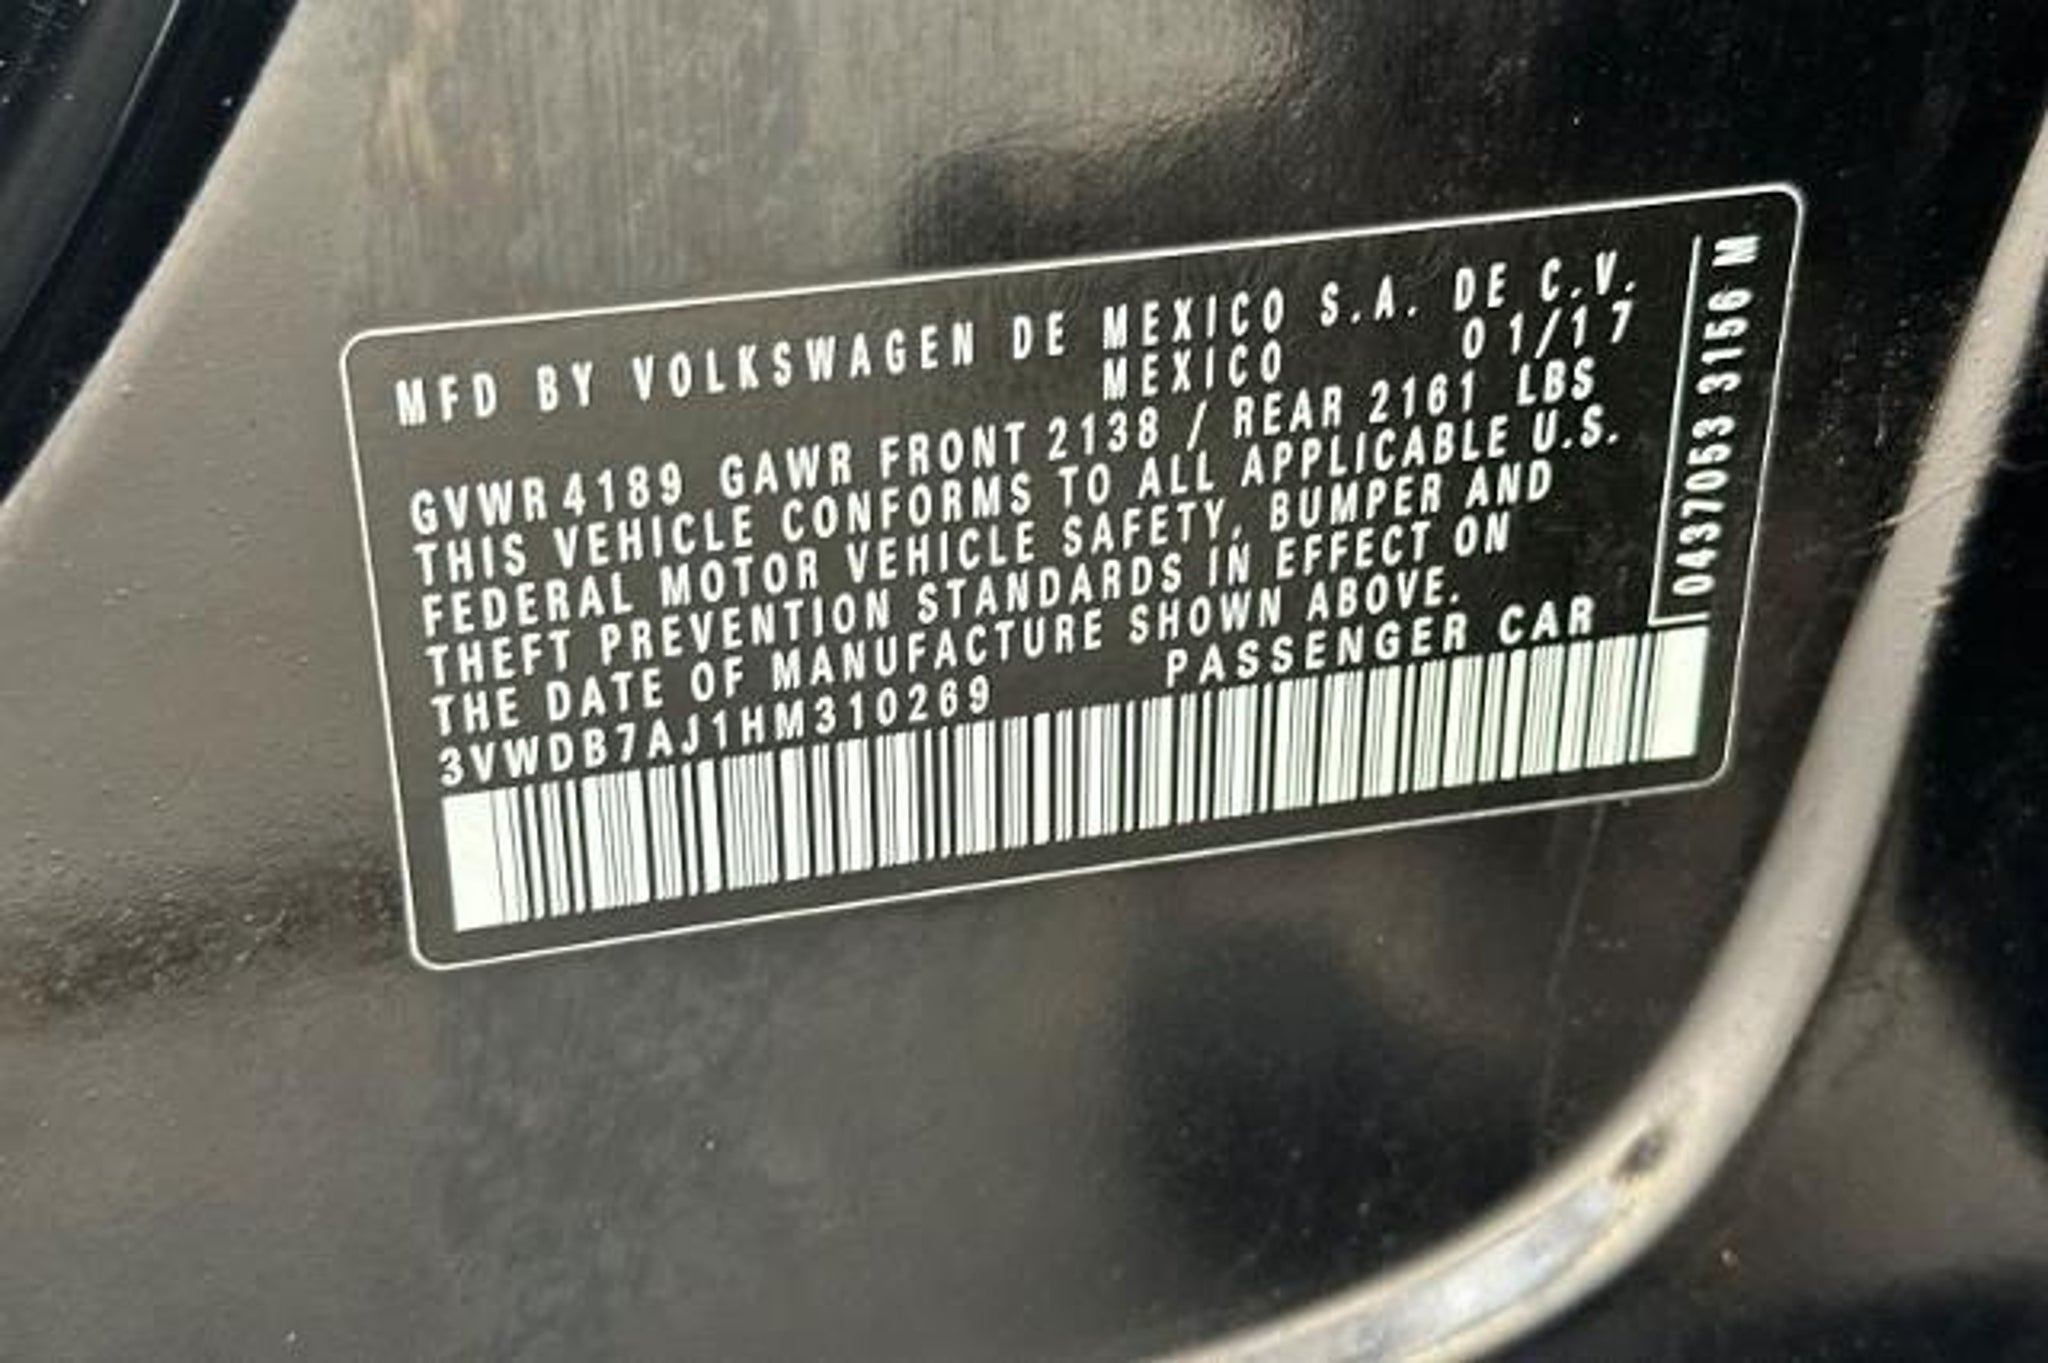 MFD BY VOLKSWAGEN DE MEXICO S.A. DE C.V.
MEXICO 01/17
GVWR 4189 GAWR FRONT 2138 / REAR 2161 LBS
THIS VEHICLE CONFORMS TO ALL APPLICABLE U.S.
FEDERAL MOTOR VEHICLE SAFETY, BUMPER AND
THEFT PREVENTION STANDARDS IN EFFECT ON
THE DATE OF MANUFACTURE SHOWN ABOVE.
3VWDB7AJ1HM310269 PASSENGER CAR
0437053 3156 M